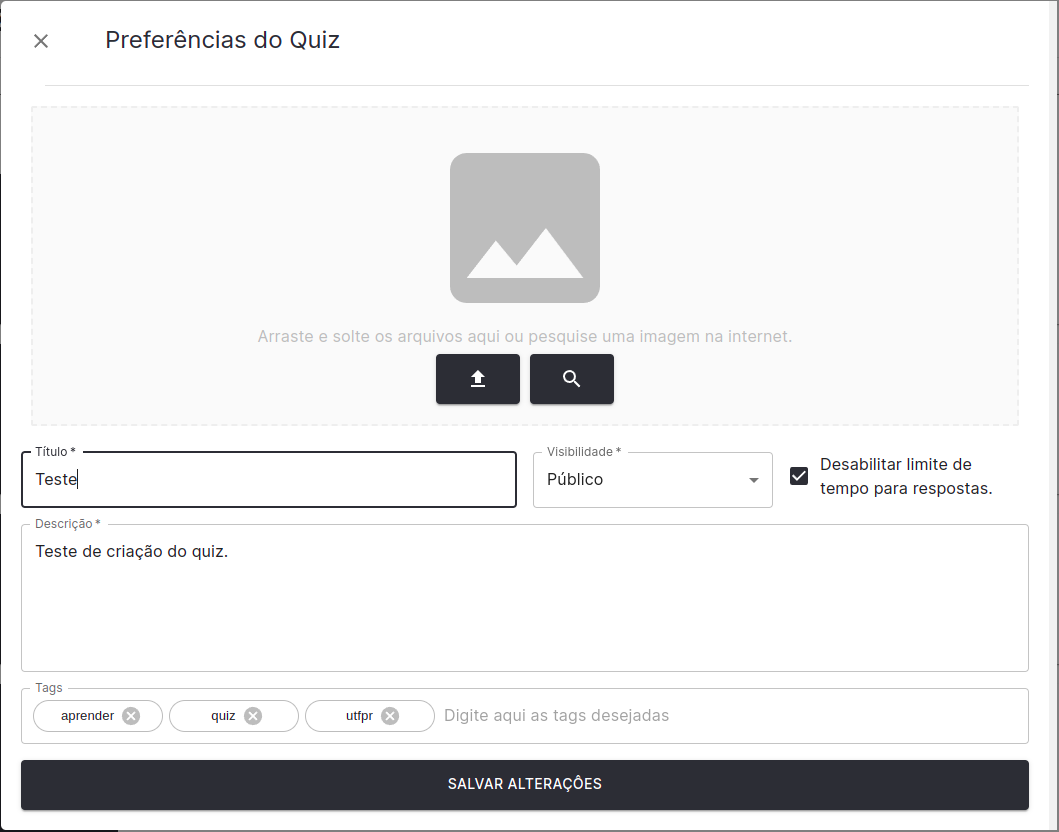 Preferências do Quiz
Arraste e solte os arquivos aqui ou pesquise uma imagem na internet.
Título *
Teste
Visibilidade *
Público
Desabilitar limite de
tempo para respostas.
Descrição *
Teste de criação do quiz.
Tags
aprender
quiz
utfpr
Digite aqui as tags desejadas
SALVAR ALTERAÇÕES